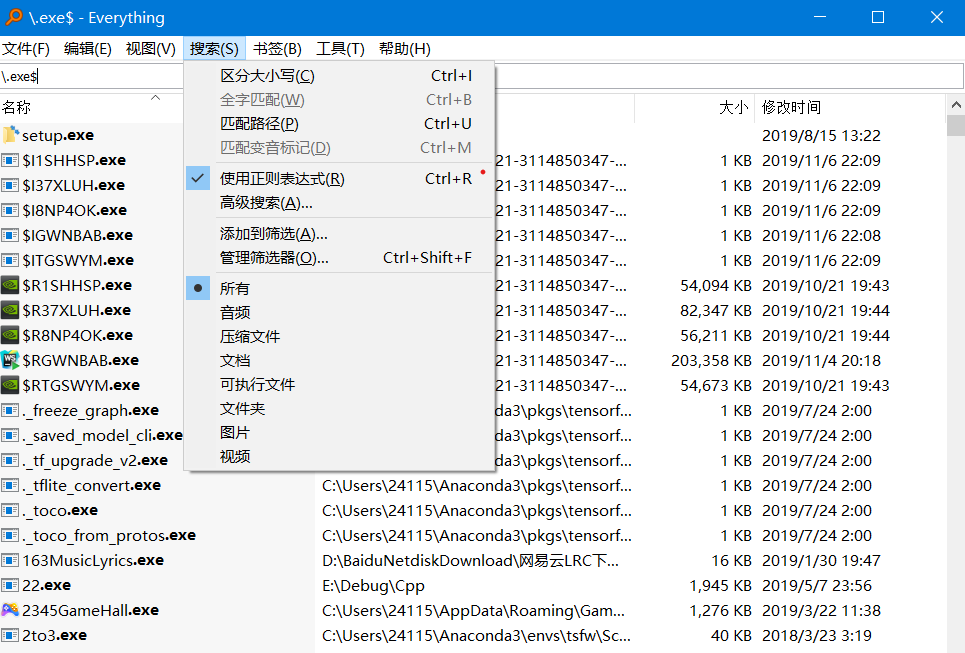 \.exe$ - Everything
文件(F) 编辑(E) 视图(V) 搜索(S) 书签(B) 工具(T) 帮助(H)
\.exe$
区分大小写(C) Ctrl+I
全字匹配(W) Ctrl+B
匹配路径(P) Ctrl+U
匹配变音标记(D) Ctrl+M
使用正则表达式(R) Ctrl+R
高级搜索(A)...
添加到筛选(A)...
管理筛选器(O)... Ctrl+Shift+F
所有
音频
压缩文件
文档
可执行文件
文件夹
图片
视频
名称 大小 修改时间
setup.exe 2019/8/15 13:22
$I1SHHSP.exe 21-3114850347-... 1 KB 2019/11/6 22:09
$I37XLUH.exe 21-3114850347-... 1 KB 2019/11/6 22:09
$I8NP4OK.exe 21-3114850347-... 1 KB 2019/11/6 22:09
$IGWNBAB.exe 21-3114850347-... 1 KB 2019/11/6 22:08
$ITGSWYM.exe 21-3114850347-... 1 KB 2019/11/6 22:09
$R1SHHSP.exe 21-3114850347-... 54,094 KB 2019/10/21 19:43
$R37XLUH.exe 21-3114850347-... 82,347 KB 2019/10/21 19:44
$R8NP4OK.exe 21-3114850347-... 56,211 KB 2019/10/21 19:44
$RGWNBAB.exe 21-3114850347-... 203,358 KB 2019/11/4 20:18
$RTGSWYM.exe 21-3114850347-... 54,673 KB 2019/10/21 19:43
._freeze_graph.exe nda3\pkgs\tensorf... 1 KB 2019/7/24 2:00
._saved_model_cli.exe nda3\pkgs\tensorf... 1 KB 2019/7/24 2:00
._tf_upgrade_v2.exe nda3\pkgs\tensorf... 1 KB 2019/7/24 2:00
._tflite_convert.exe C:\Users\24115\Anaconda3\pkgs\tensorf... 1 KB 2019/7/24 2:00
._toco.exe C:\Users\24115\Anaconda3\pkgs\tensorf... 1 KB 2019/7/24 2:00
._toco_from_protos.exe C:\Users\24115\Anaconda3\pkgs\tensorf... 1 KB 2019/7/24 2:00
163MusicLyrics.exe D:\BaiduNetdiskDownload\网易云LRC下... 16 KB 2019/1/30 19:47
22.exe E:\Debug\Cpp 1,945 KB 2019/5/7 23:56
2345GameHall.exe C:\Users\24115\AppData\Roaming\Gam... 1,276 KB 2019/3/22 11:38
2to3.exe C:\Users\24115\Anaconda3\envs\tsfw\Sc... 40 KB 2018/3/23 3:19